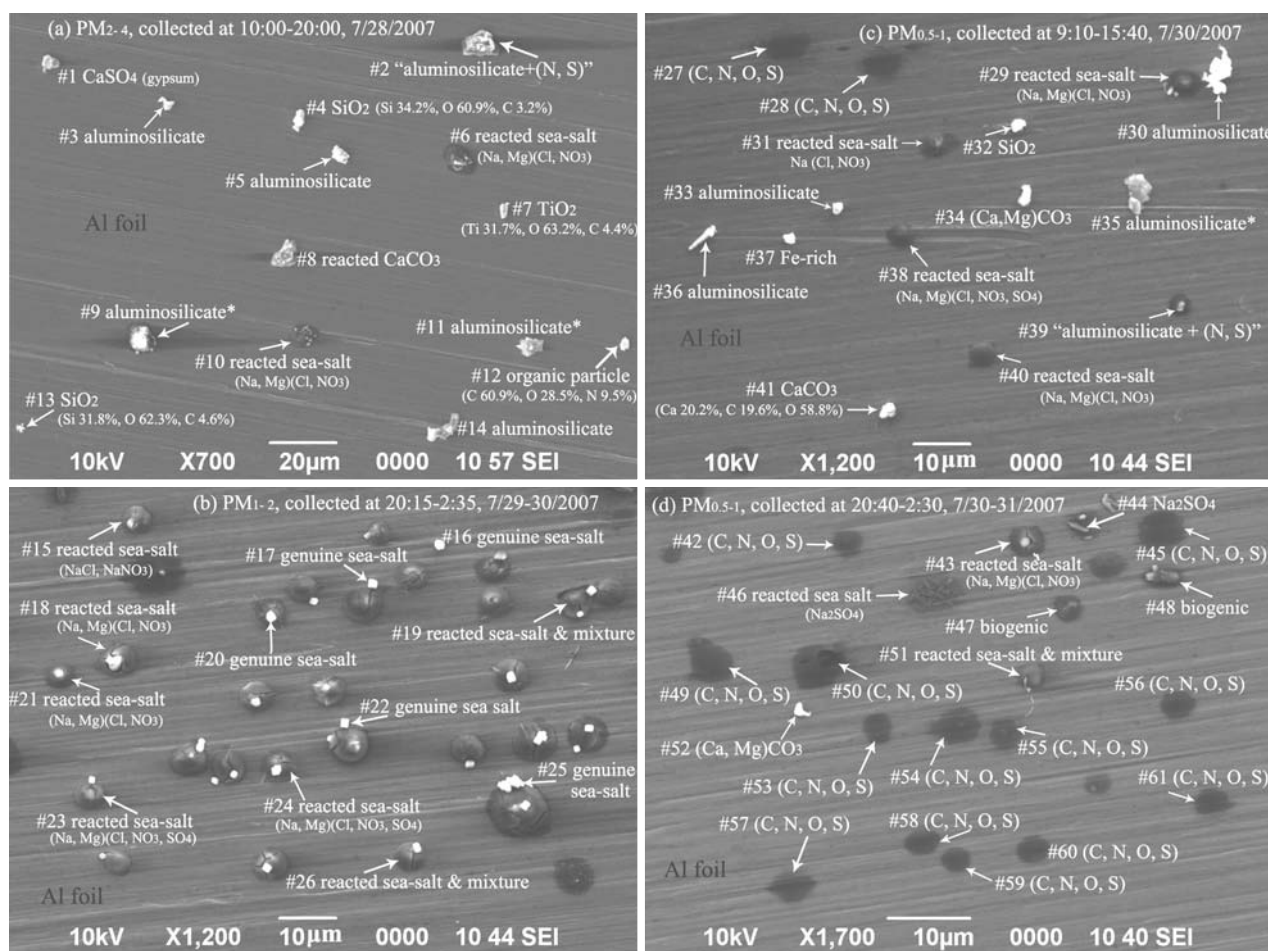 (a) PM2-4, collected at 10:00-20:00, 7/28/2007
#1 CaSO4 (gypsum)
#2 “aluminosilicate+(N, S)”
#3 aluminosilicate
#4 SiO2 (Si 34.2%, O 60.9%, C 3.2%)
#5 aluminosilicate
#6 reacted sea-salt
(Na, Mg)(Cl, NO3)
#7 TiO2
(Ti 31.7%, O 63.2%, C 4.4%)
Al foil
#8 reacted CaCO3
#9 aluminosilicate*
#10 reacted sea-salt
(Na, Mg)(Cl, NO3)
#11 aluminosilicate*
#12 organic particle
(C 60.9%, O 28.5%, N 9.5%)
#13 SiO2
(Si 31.8%, O 62.3%, C 4.6%)
#14 aluminosilicate
10kV X700 20µm 0000 10 57 SEI
(b) PM1-2, collected at 20:15-2:35, 7/29-30/2007
#15 reacted sea-salt
(NaCl, NaNO3)
#16 genuine sea-salt
#17 genuine sea-salt
#18 reacted sea-salt
(Na, Mg)(Cl, NO3)
#19 reacted sea-salt & mixture
#20 genuine sea-salt
#21 reacted sea-salt
(Na, Mg)(Cl, NO3)
#22 genuine sea salt
#23 reacted sea-salt
(Na, Mg)(Cl, NO3, SO4)
#24 reacted sea-salt
(Na, Mg)(Cl, NO3, SO4)
#25 genuine
sea-salt
#26 reacted sea-salt & mixture
Al foil
10kV X1,200 10µm 0000 10 44 SEI
(c) PM0.5-1, collected at 9:10-15:40, 7/30/2007
#27 (C, N, O, S)
#28 (C, N, O, S)
#29 reacted sea-salt
(Na, Mg)(Cl, NO3)
#30 aluminosilicate
#31 reacted sea-salt
Na (Cl, NO3)
#32 SiO2
#33 aluminosilicate
#34 (Ca,Mg)CO3
#35 aluminosilicate*
#36 aluminosilicate
#37 Fe-rich
#38 reacted sea-salt
(Na, Mg)(Cl, NO3, SO4)
Al foil
#39 “aluminosilicate + (N, S)”
#40 reacted sea-salt
(Na, Mg)(Cl, NO3)
#41 CaCO3
(Ca 20.2%, C 19.6%, O 58.8%)
10kV X1,200 10µm 0000 10 44 SEI
(d) PM0.5-1, collected at 20:40-2:30, 7/30-31/2007
#42 (C, N, O, S)
#43 reacted sea-salt
(Na, Mg)(Cl, NO3)
#44 Na2SO4
#45 (C, N, O, S)
#46 reacted sea salt
(Na2SO4)
#47 biogenic
#48 biogenic
#49 (C, N, O, S)
#50 (C, N, O, S)
#51 reacted sea-salt & mixture
#52 (Ca, Mg)CO3
#53 (C, N, O, S)
#54 (C, N, O, S)
#55 (C, N, O, S)
#56 (C, N, O, S)
#57 (C, N, O, S)
#58 (C, N, O, S)
#59 (C, N, O, S)
#60 (C, N, O, S)
#61 (C, N, O, S)
Al foil
10kV X1,700 10µm 0000 10 40 SEI